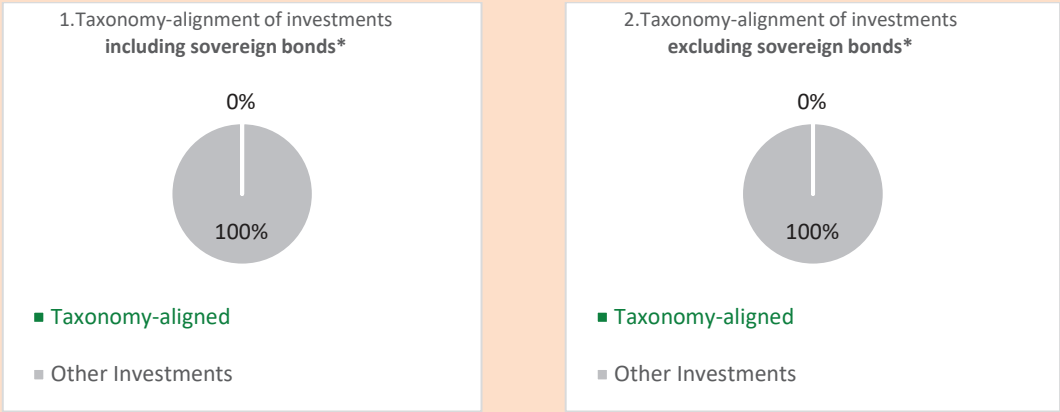 1.Taxonomy-alignment of investments
including sovereign bonds*
0%
100%
Taxonomy-aligned
Other Investments
2.Taxonomy-alignment of investments
excluding sovereign bonds*
0%
100%
Taxonomy-aligned
Other Investments